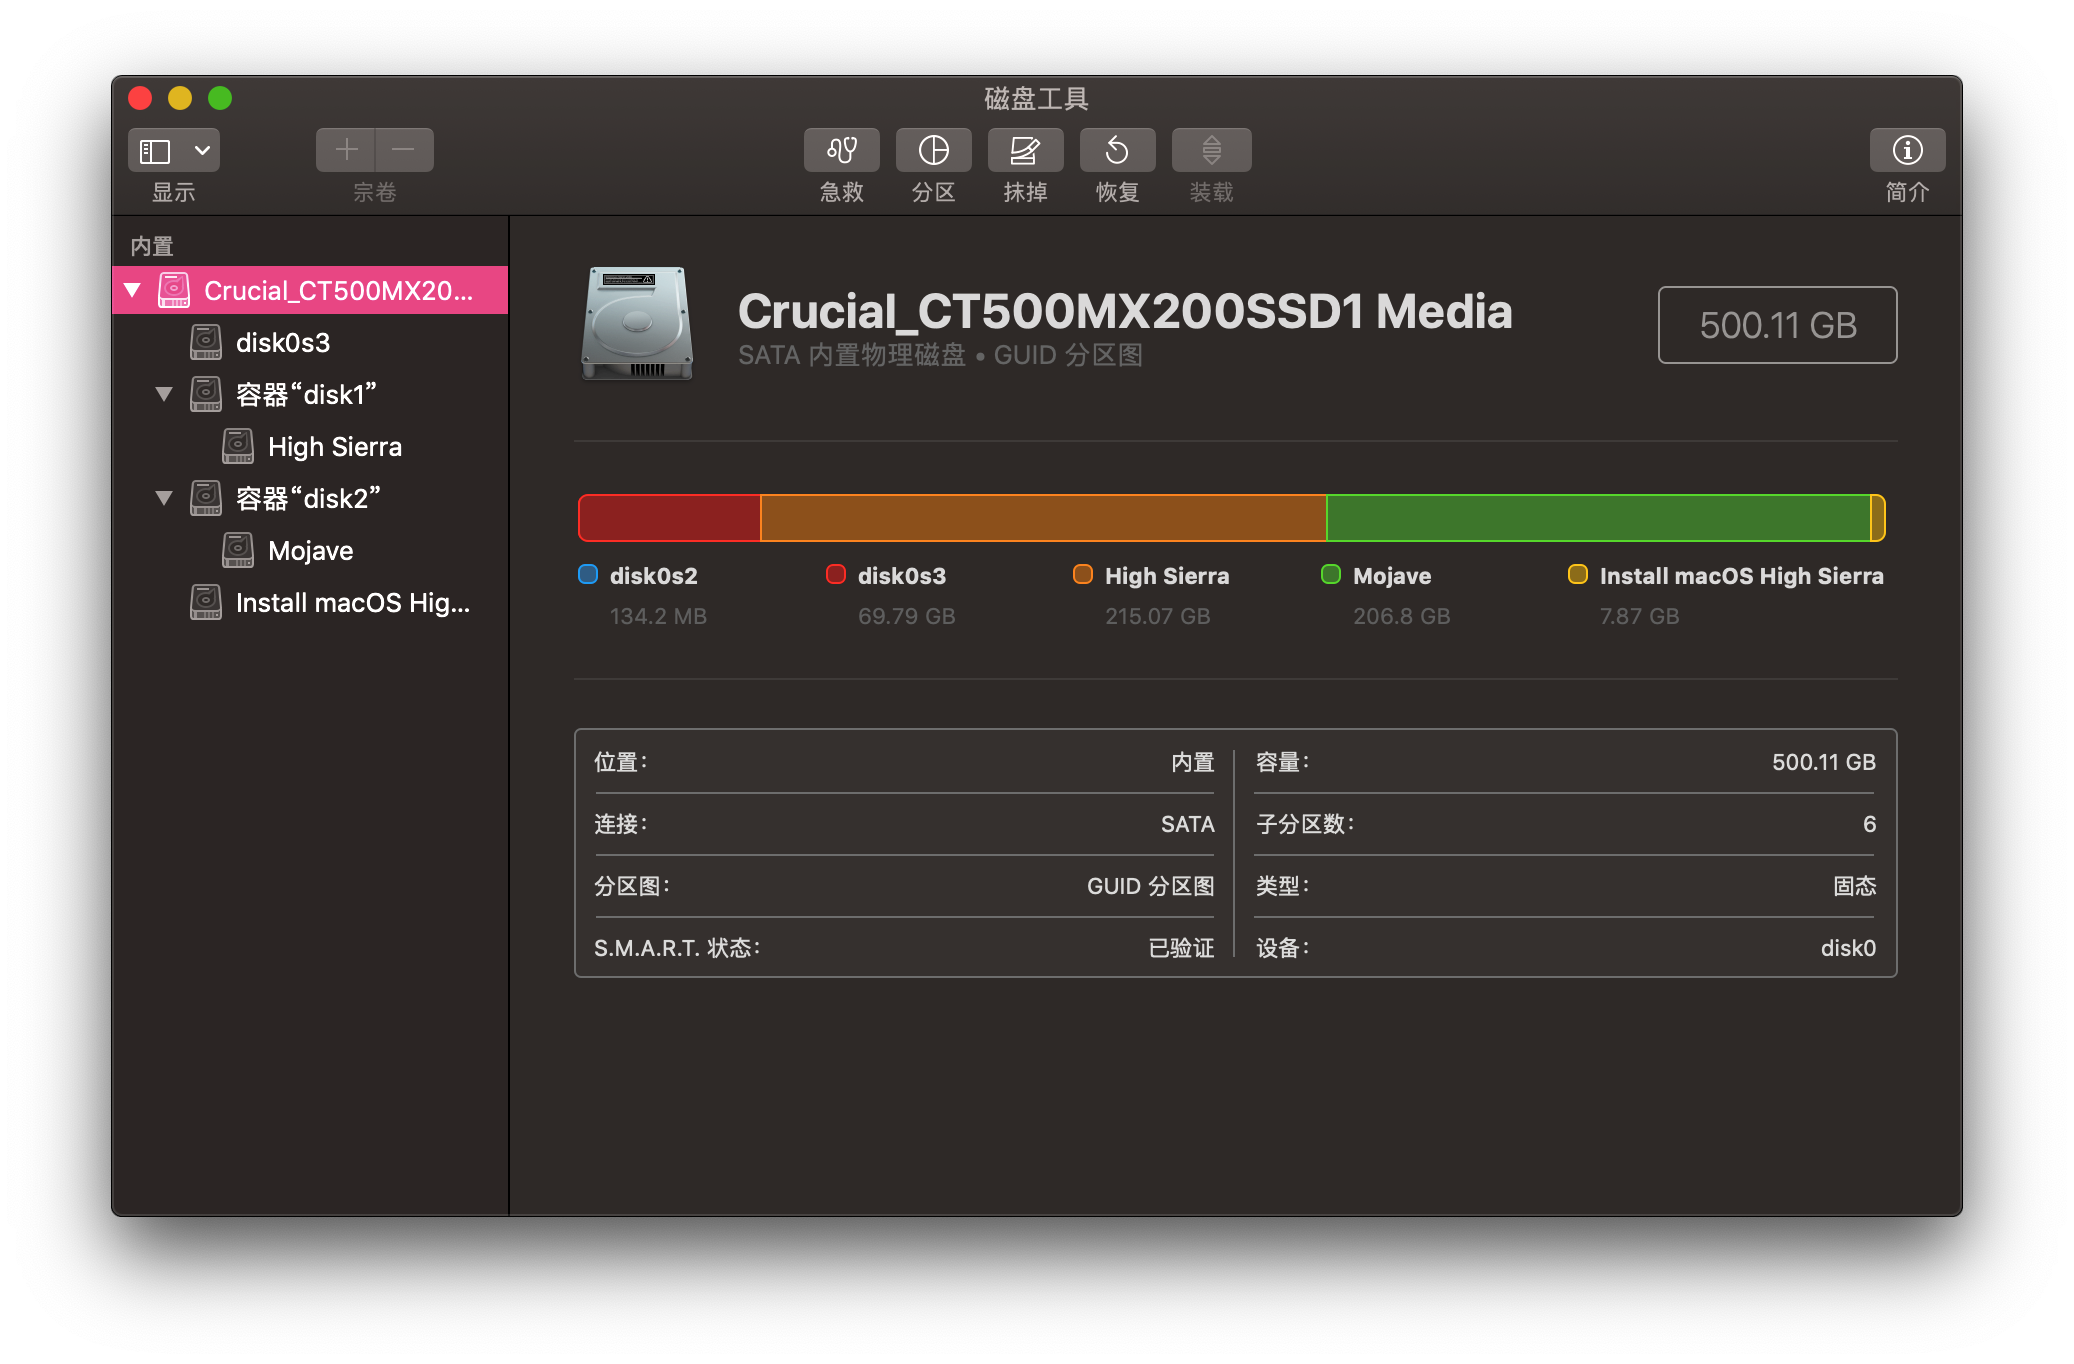 磁盘工具
显示
宗卷
急救
分区
抹掉
恢复
装载
简介
内置
Crucial_CT500MX20...
disk0s3
容器“disk1”
High Sierra
容器“disk2”
Mojave
Install macOS Hig...
Crucial_CT500MX200SSD1 Media
SATA 内置物理磁盘 • GUID 分区图
500.11 GB
disk0s2
134.2 MB
disk0s3
69.79 GB
High Sierra
215.07 GB
Mojave
206.8 GB
Install macOS High Sierra
7.87 GB
位置： 内置
连接： SATA
分区图： GUID 分区图
S.M.A.R.T. 状态： 已验证
容量： 500.11 GB
子分区数： 6
类型： 固态
设备： disk0